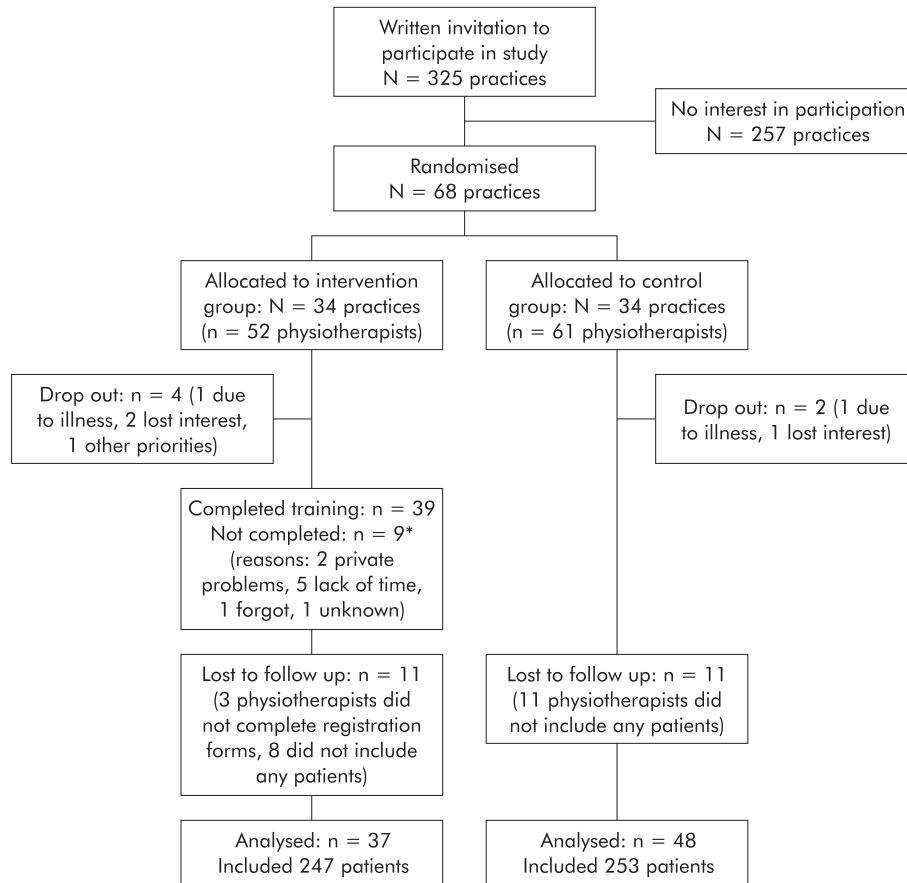 Written invitation to
participate in study
N = 325 practices
No interest in participation
N = 257 practices
Randomised
N = 68 practices
Allocated to intervention
group: N = 34 practices
(n = 52 physiotherapists)
Allocated to control
group: N = 34 practices
(n = 61 physiotherapists)
Drop out: n = 4 (1 due
to illness, 2 lost interest,
1 other priorities)
Drop out: n = 2 (1 due
to illness, 1 lost interest)
Completed training: n = 39
Not completed: n = 9*
(reasons: 2 private
problems, 5 lack of time,
1 forgot, 1 unknown)
Lost to follow up: n = 11
(3 physiotherapists did
not complete registration
forms, 8 did not include
any patients)
Lost to follow up: n = 11
(11 physiotherapists did
not include any patients)
Analysed: n = 37
Included 247 patients
Analysed: n = 48
Included 253 patients